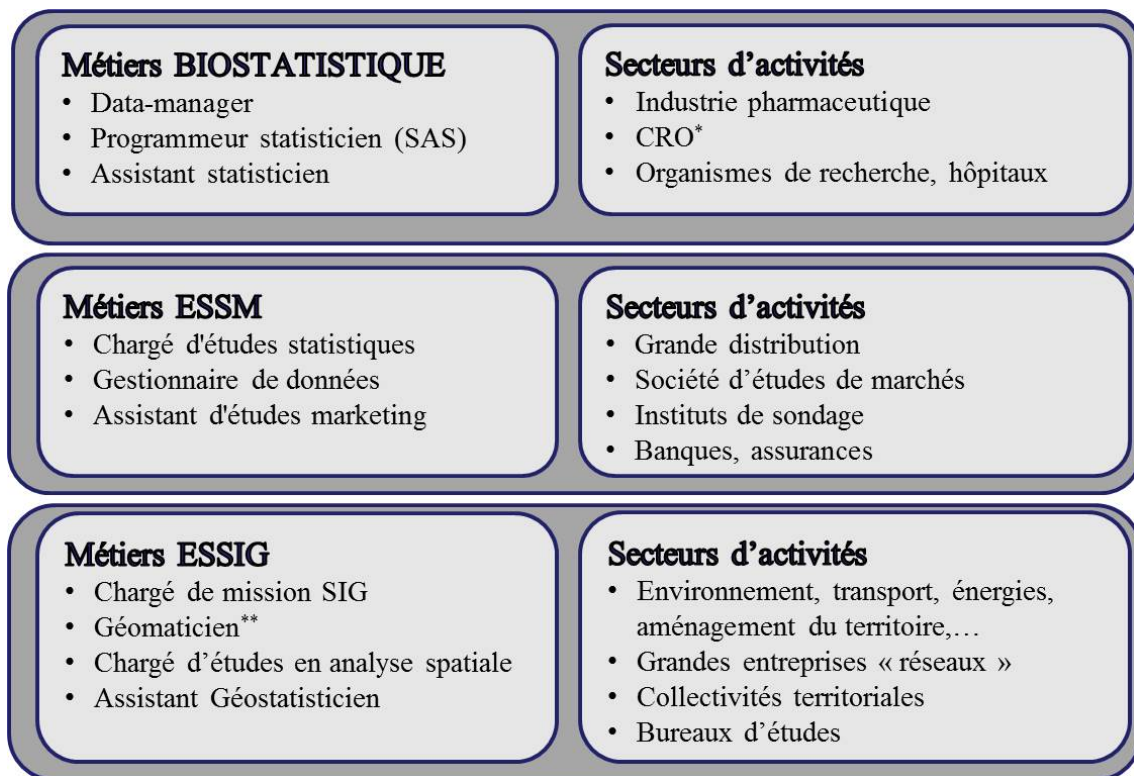 Métiers BIOSTATISTIQUE
• Data-manager
• Programmeur statisticien (SAS)
• Assistant statisticien
Secteurs d’activités
• Industrie pharmaceutique
• CRO*
• Organismes de recherche, hôpitaux
Métiers ESSM
• Chargé d'études statistiques
• Gestionnaire de données
• Assistant d'études marketing
Secteurs d’activités
• Grande distribution
• Société d’études de marchés
• Instituts de sondage
• Banques, assurances
Métiers ESSIG
• Chargé de mission SIG
• Géomaticien**
• Chargé d’études en analyse spatiale
• Assistant Géostatisticien
Secteurs d’activités
• Environnement, transport, énergies,
aménagement du territoire,…
• Grandes entreprises « réseaux »
• Collectivités territoriales
• Bureaux d’études